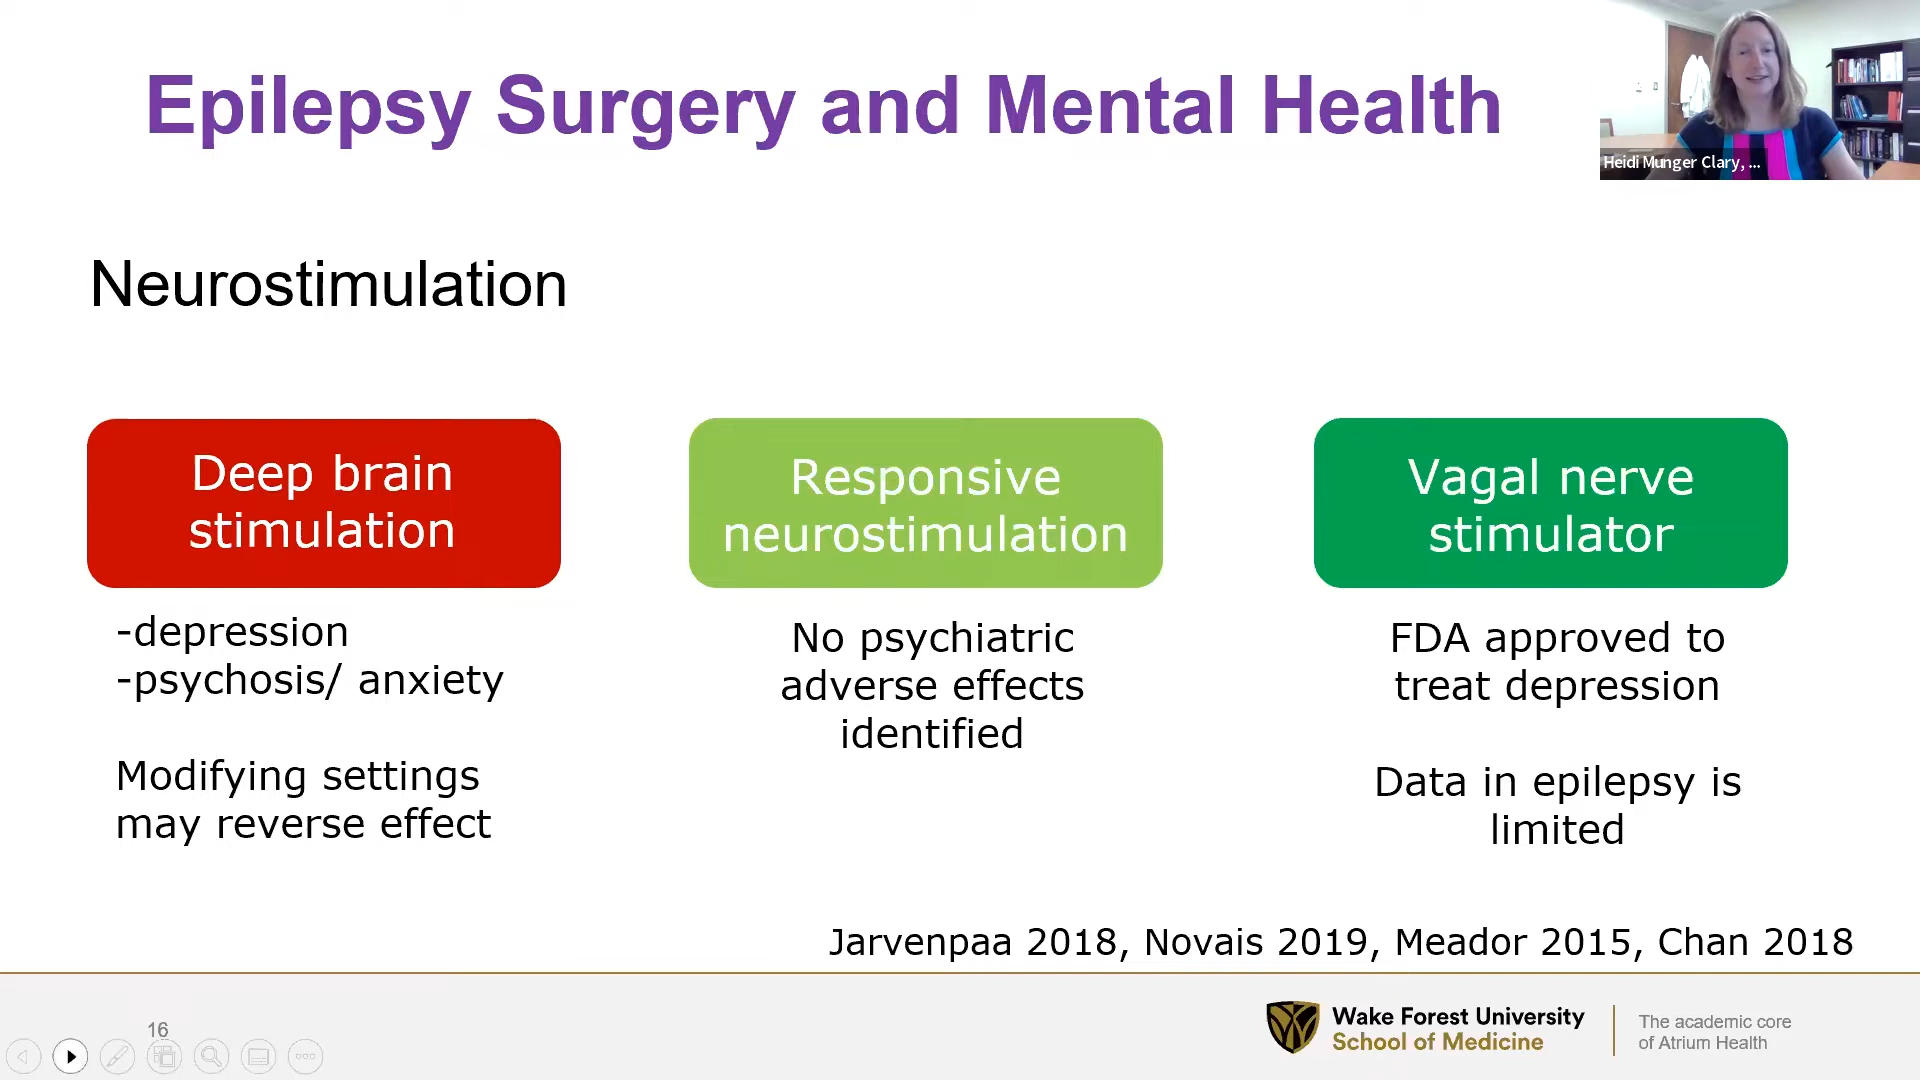 Epilepsy Surgery and Mental Health
Heidi Munger Clary, ...
Neurostimulation
Deep brain
stimulation
-depression
-psychosis/ anxiety
Modifying settings
may reverse effect
Responsive
neurostimulation
No psychiatric
adverse effects
identified
Vagal nerve
stimulator
FDA approved to
treat depression
Data in epilepsy is
limited
Jarvenpaa 2018, Novais 2019, Meador 2015, Chan 2018
16
Wake Forest University
School of Medicine
The academic core
of Atrium Health